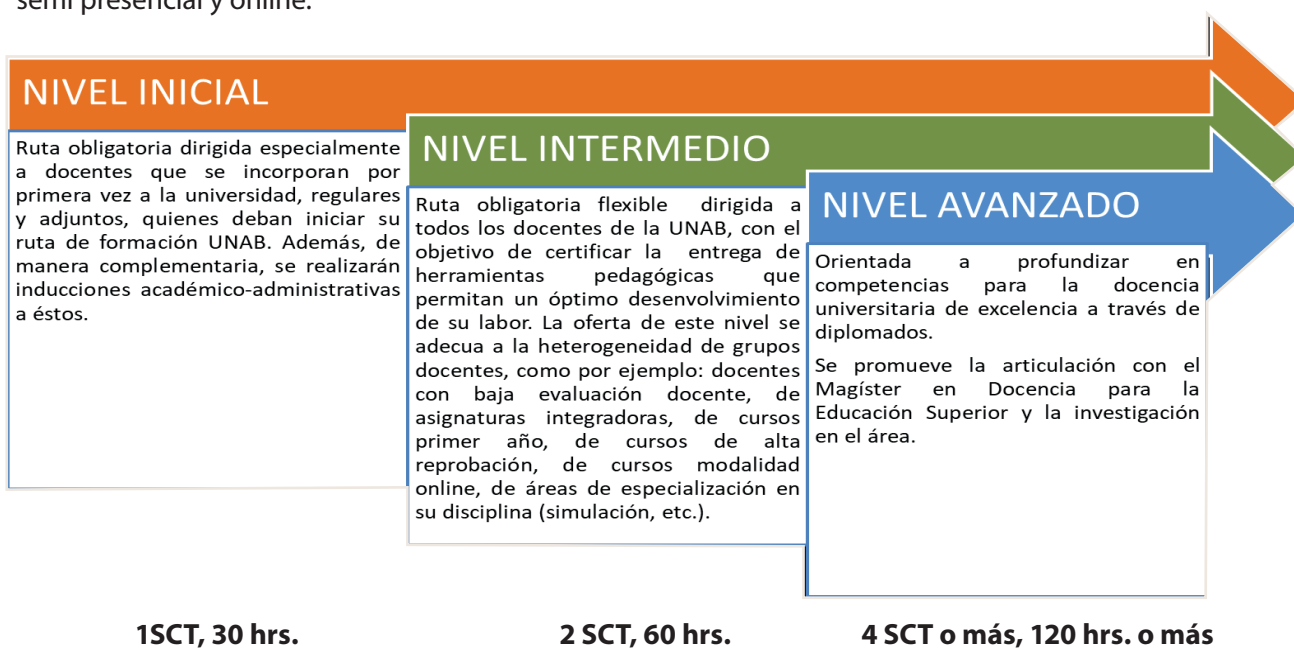 semi presencial y online.
NIVEL INICIAL
Ruta obligatoria dirigida especialmente
a docentes que se incorporan por
primera vez a la universidad, regulares
y adjuntos, quienes deban iniciar su
ruta de formación UNAB. Además, de
manera complementaria, se realizarán
inducciones académico-administrativas
a éstos.
NIVEL INTERMEDIO
Ruta obligatoria flexible dirigida a
todos los docentes de la UNAB, con el
objetivo de certificar la entrega de
herramientas pedagógicas que
permitan un óptimo desenvolvimiento
de su labor. La oferta de este nivel se
adecua a la heterogeneidad de grupos
docentes, como por ejemplo: docentes
con baja evaluación docente, de
asignaturas integradoras, de cursos
primer año, de cursos de alta
reprobación, de cursos modalidad
online, de áreas de especialización en
su disciplina (simulación, etc.).
NIVEL AVANZADO
Orientada a profundizar en
competencias para la docencia
universitaria de excelencia a través de
diplomados.
Se promueve la articulación con el
Magíster en Docencia para la
Educación Superior y la investigación
en el área.
1SCT, 30 hrs.
2 SCT, 60 hrs.
4 SCT o más, 120 hrs. o más